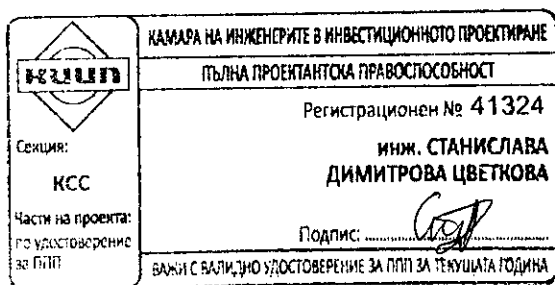 КАМАРА НА ИНЖЕНЕРИТЕ В ИНВЕСТИЦИОННОТО ПРОЕКТИРАНЕ
киип
ПЪЛНА ПРОЕКТАНТСКА ПРАВОСПОСОБНОСТ
Регистрационен № 41324
Секция:
КСС
инж. СТАНИСЛАВА
ДИМИТРОВА ЦВЕТКОВА
Части на проекта:
по удостоверение
за ППП
Подпис:
ВАЖИ С ВАЛИДНО УДОСТОВЕРЕНИЕ ЗА ППП ЗА ТЕКУЩАТА ГОДИНА